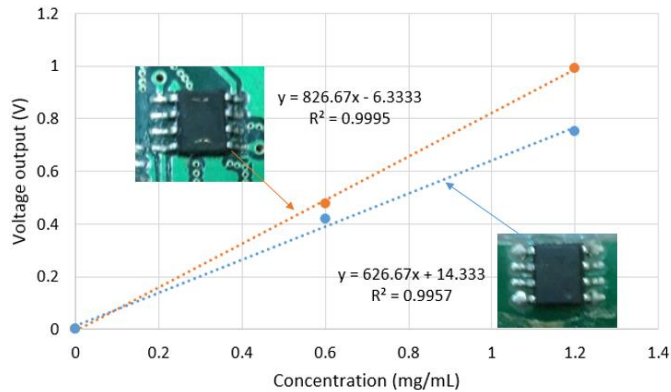 1.2
1
0.8
0.6
0.4
0.2
0
Voltage output (V)
y = 826.67x - 6.3333
R² = 0.9995
y = 626.67x + 14.333
R² = 0.9957
0 0.2 0.4 0.6 0.8 1 1.2 1.4
Concentration (mg/mL)